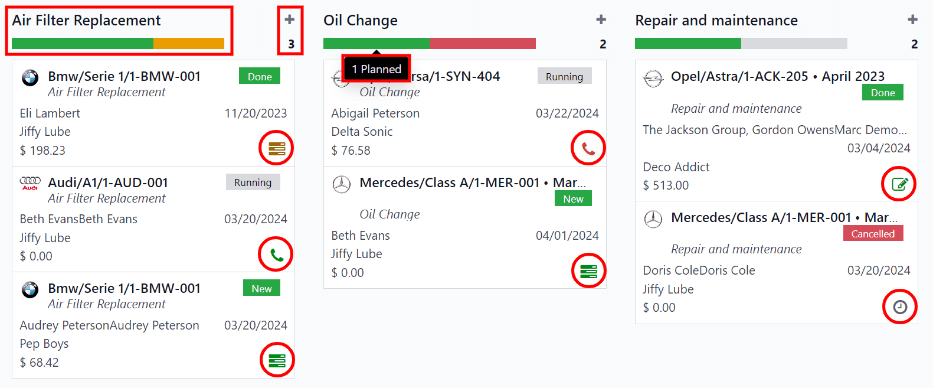 Air Filter Replacement
+
3
Bmw/Serie 1/1-BMW-001
Done
Air Filter Replacement
Eli Lambert 11/20/2023
Jiffy Lube
$ 198.23
Audi
Audi/A1/1-AUD-001
Running
Air Filter Replacement
Beth EvansBeth Evans 03/20/2024
Jiffy Lube
$ 0.00
Bmw/Serie 1/1-BMW-001
New
Air Filter Replacement
Audrey PetersonAudrey Peterson 03/20/2024
Pep Boys
$ 68.42
Oil Change
+
2
1 Planned
rsa/1-SYN-404
Running
Oil Change
Abigail Peterson 03/22/2024
Delta Sonic
$ 76.58
Mercedes/Class A/1-MER-001 • Mar...
New
Oil Change
Beth Evans 04/01/2024
Jiffy Lube
$ 0.00
Repair and maintenance
+
2
Opel/Astra/1-ACK-205 • April 2023
Done
Repair and maintenance
The Jackson Group, Gordon OwensMarc Demo...
03/04/2024
Deco Addict
$ 513.00
Mercedes/Class A/1-MER-001 • Mar...
Cancelled
Repair and maintenance
Doris ColeDoris Cole 03/20/2024
Jiffy Lube
$ 0.00